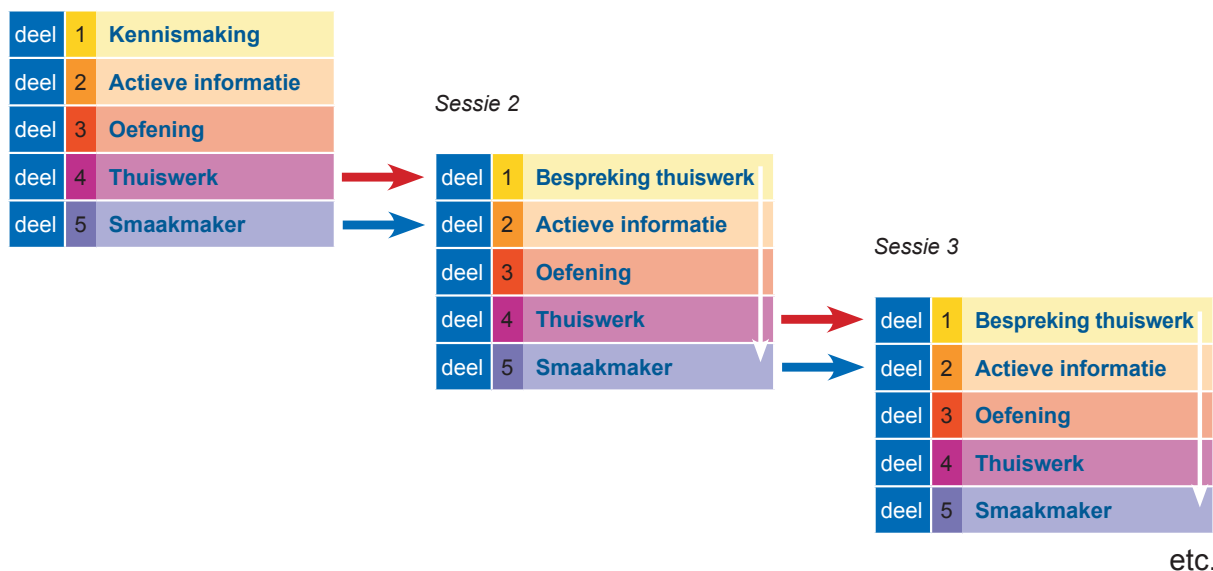 deel 1 Kennismaking
deel 2 Actieve informatie
deel 3 Oefening
deel 4 Thuiswerk
deel 5 Smaakmaker
Sessie 2
deel 1 Bespreking thuiswerk
deel 2 Actieve informatie
deel 3 Oefening
deel 4 Thuiswerk
deel 5 Smaakmaker
Sessie 3
deel 1 Bespreking thuiswerk
deel 2 Actieve informatie
deel 3 Oefening
deel 4 Thuiswerk
deel 5 Smaakmaker
etc.